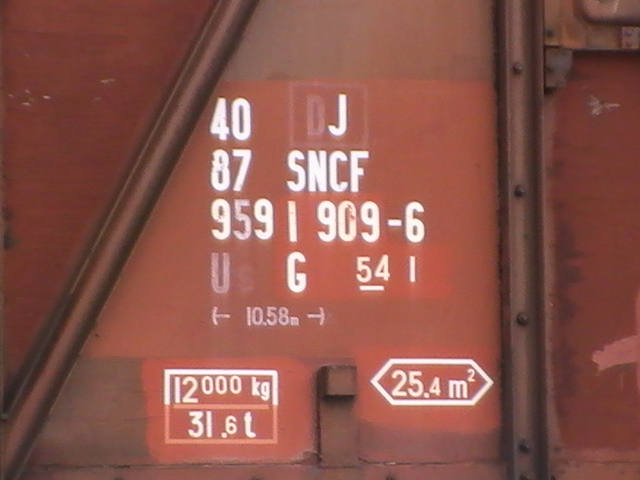 40 DJ
87 SNCF
959 1 909-6
Us G 54 1
(← 10.58m →)
12000 kg
31.6 t
25.4 m²